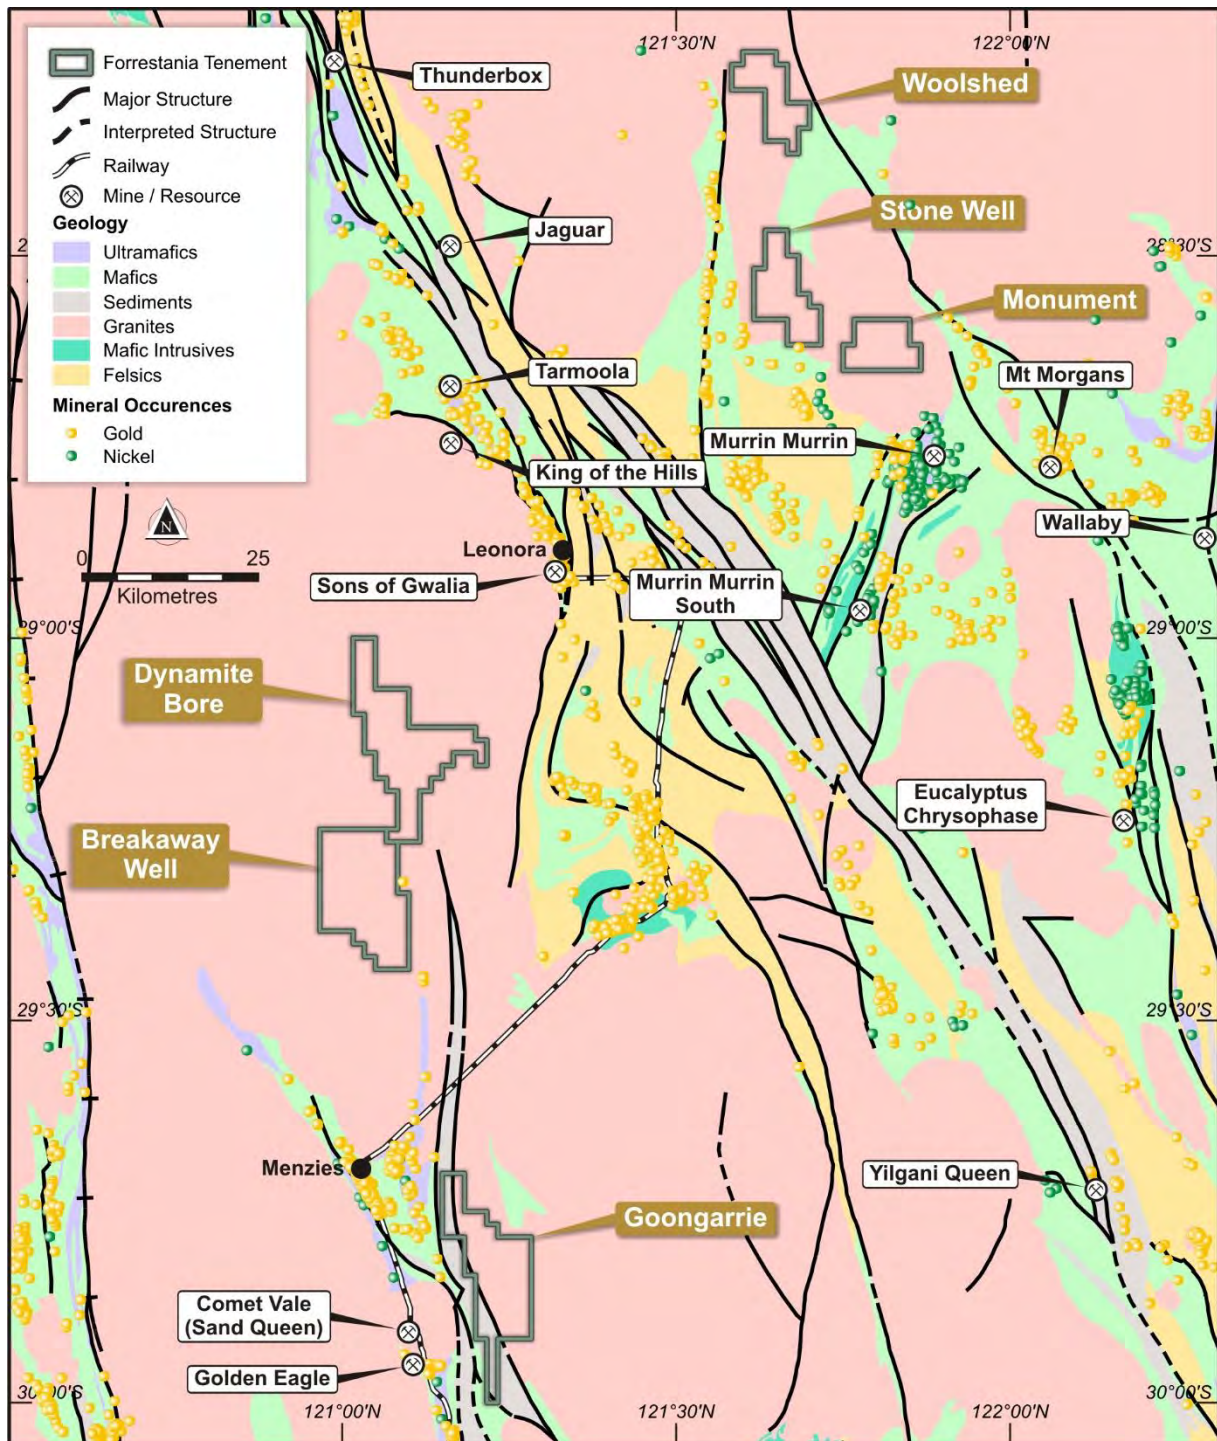 121°30'N
122°00'N
Forrestania Tenement
Major Structure
Interpreted Structure
Railway
Mine / Resource
Geology
Ultramafics
Mafics
Sediments
Granites
Mafic Intrusives
Felsics
Mineral Occurences
Gold
Nickel
Thunderbox
Woolshed
Jaguar
Stone Well
28°30'S
Monument
Tarmoola
Mt Morgans
Murrin Murrin
King of the Hills
N
0
25
Kilometres
Leonora
Wallaby
Sons of Gwalia
Murrin Murrin
South
29°00'S
29°00'S
Dynamite
Bore
Eucalyptus
Chrysophase
Breakaway
Well
29°30'S
29°30'S
Menzies
Yilgani Queen
Goongarrie
Comet Vale
(Sand Queen)
Golden Eagle
30°00'S
30°00'S
121°00'N
121°30'N
122°00'N